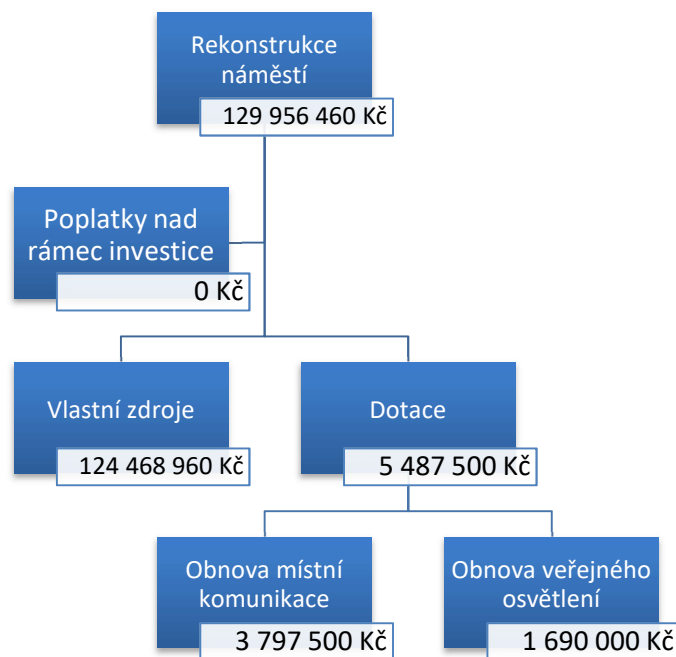 Rekonstrukce
náměstí
129 956 460 Kč
Poplatky nad
rámec investice
0 Kč
Vlastní zdroje
124 468 960 Kč
Dotace
5 487 500 Kč
Obnova místní
komunikace
3 797 500 Kč
Obnova veřejného
osvětlení
1 690 000 Kč